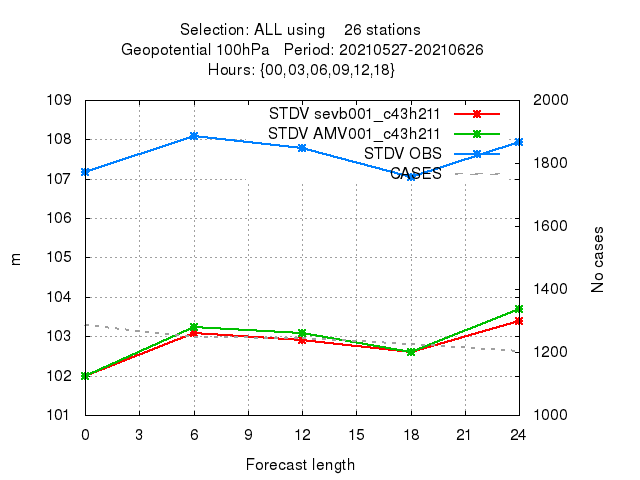 Selection: ALL using    26 stations
Geopotential 100hPa   Period: 20210527-20210626
Hours: {00,03,06,09,12,18}
STDV sevb001_c43h211
STDV AMV001_c43h211
STDV OBS
CASES
109
108
107
106
105
104
103
102
101
m
2000
1800
1600
1400
1200
1000
No cases
0 3 6 9 12 15 18 21 24
Forecast length